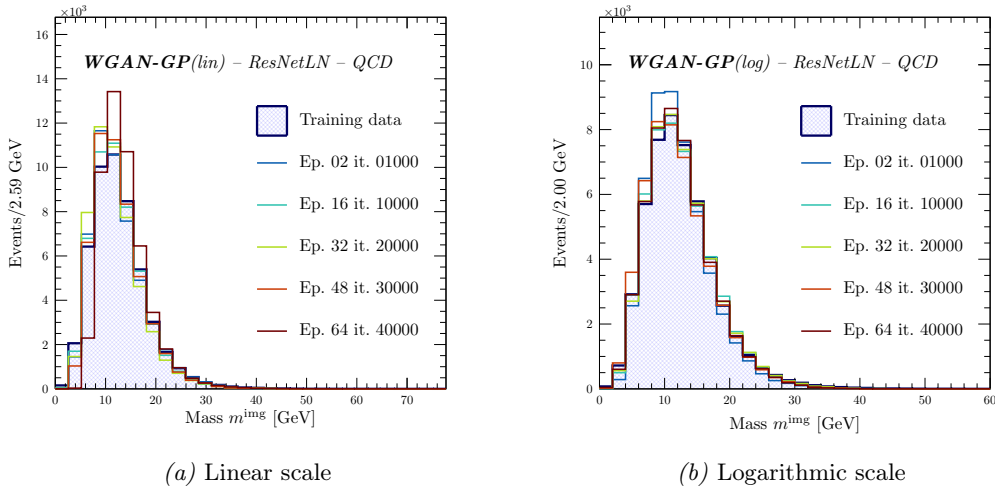 ×10³
16
14
12
10
8
6
4
2
0
Events/2.59 GeV
WGAN-GP(lin) – ResNetLN – QCD
Training data
Ep. 02 it. 01000
Ep. 16 it. 10000
Ep. 32 it. 20000
Ep. 48 it. 30000
Ep. 64 it. 40000
0 10 20 30 40 50 60 70
Mass m^img [GeV]
(a) Linear scale
×10³
10
8
6
4
2
0
Events/2.00 GeV
WGAN-GP(log) – ResNetLN – QCD
Training data
Ep. 02 it. 01000
Ep. 16 it. 10000
Ep. 32 it. 20000
Ep. 48 it. 30000
Ep. 64 it. 40000
0 10 20 30 40 50 60
Mass m^img [GeV]
(b) Logarithmic scale